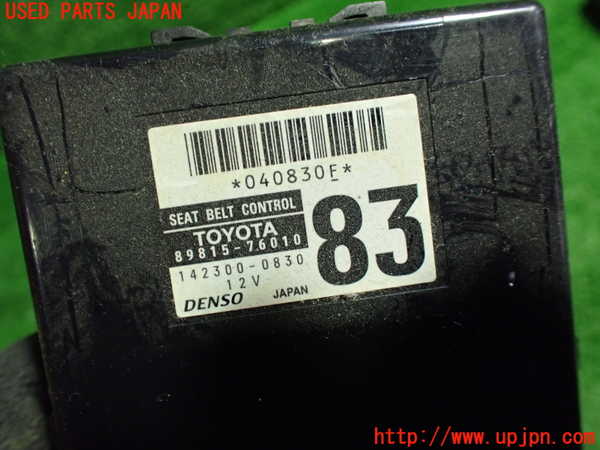 USED PARTS JAPAN
*040830E*
SEAT BELT CONTROL
TOYOTA
89815-76010
142300-0830
12V
83
DENSO JAPAN
http://www.upjpn.com/